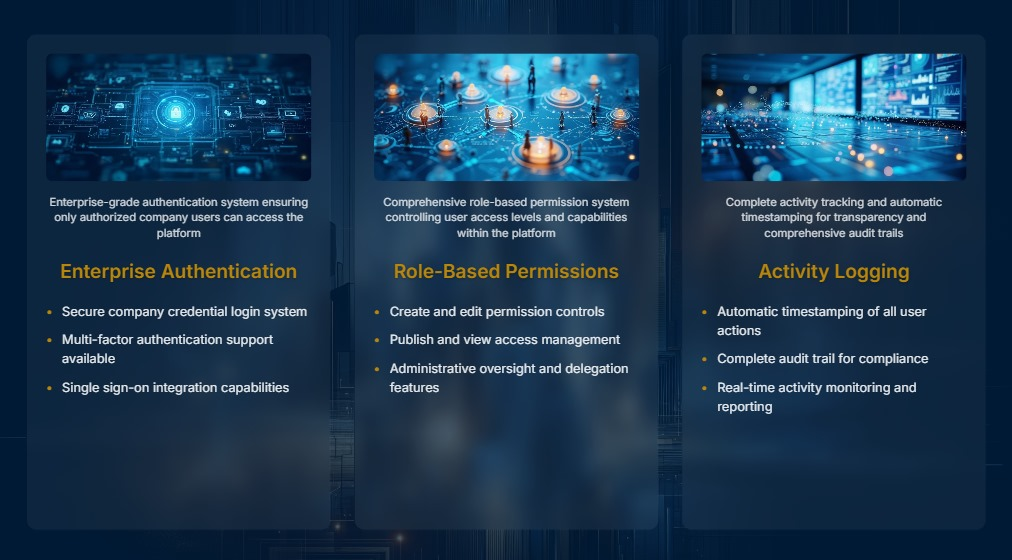 Enterprise-grade authentication system ensuring
only authorized company users can access the
platform
Enterprise Authentication
• Secure company credential login system
• Multi-factor authentication support
available
• Single sign-on integration capabilities
Comprehensive role-based permission system
controlling user access levels and capabilities
within the platform
Role-Based Permissions
• Create and edit permission controls
• Publish and view access management
• Administrative oversight and delegation
features
Complete activity tracking and automatic
timestamping for transparency and
comprehensive audit trails
Activity Logging
• Automatic timestamping of all user
actions
• Complete audit trail for compliance
• Real-time activity monitoring and
reporting